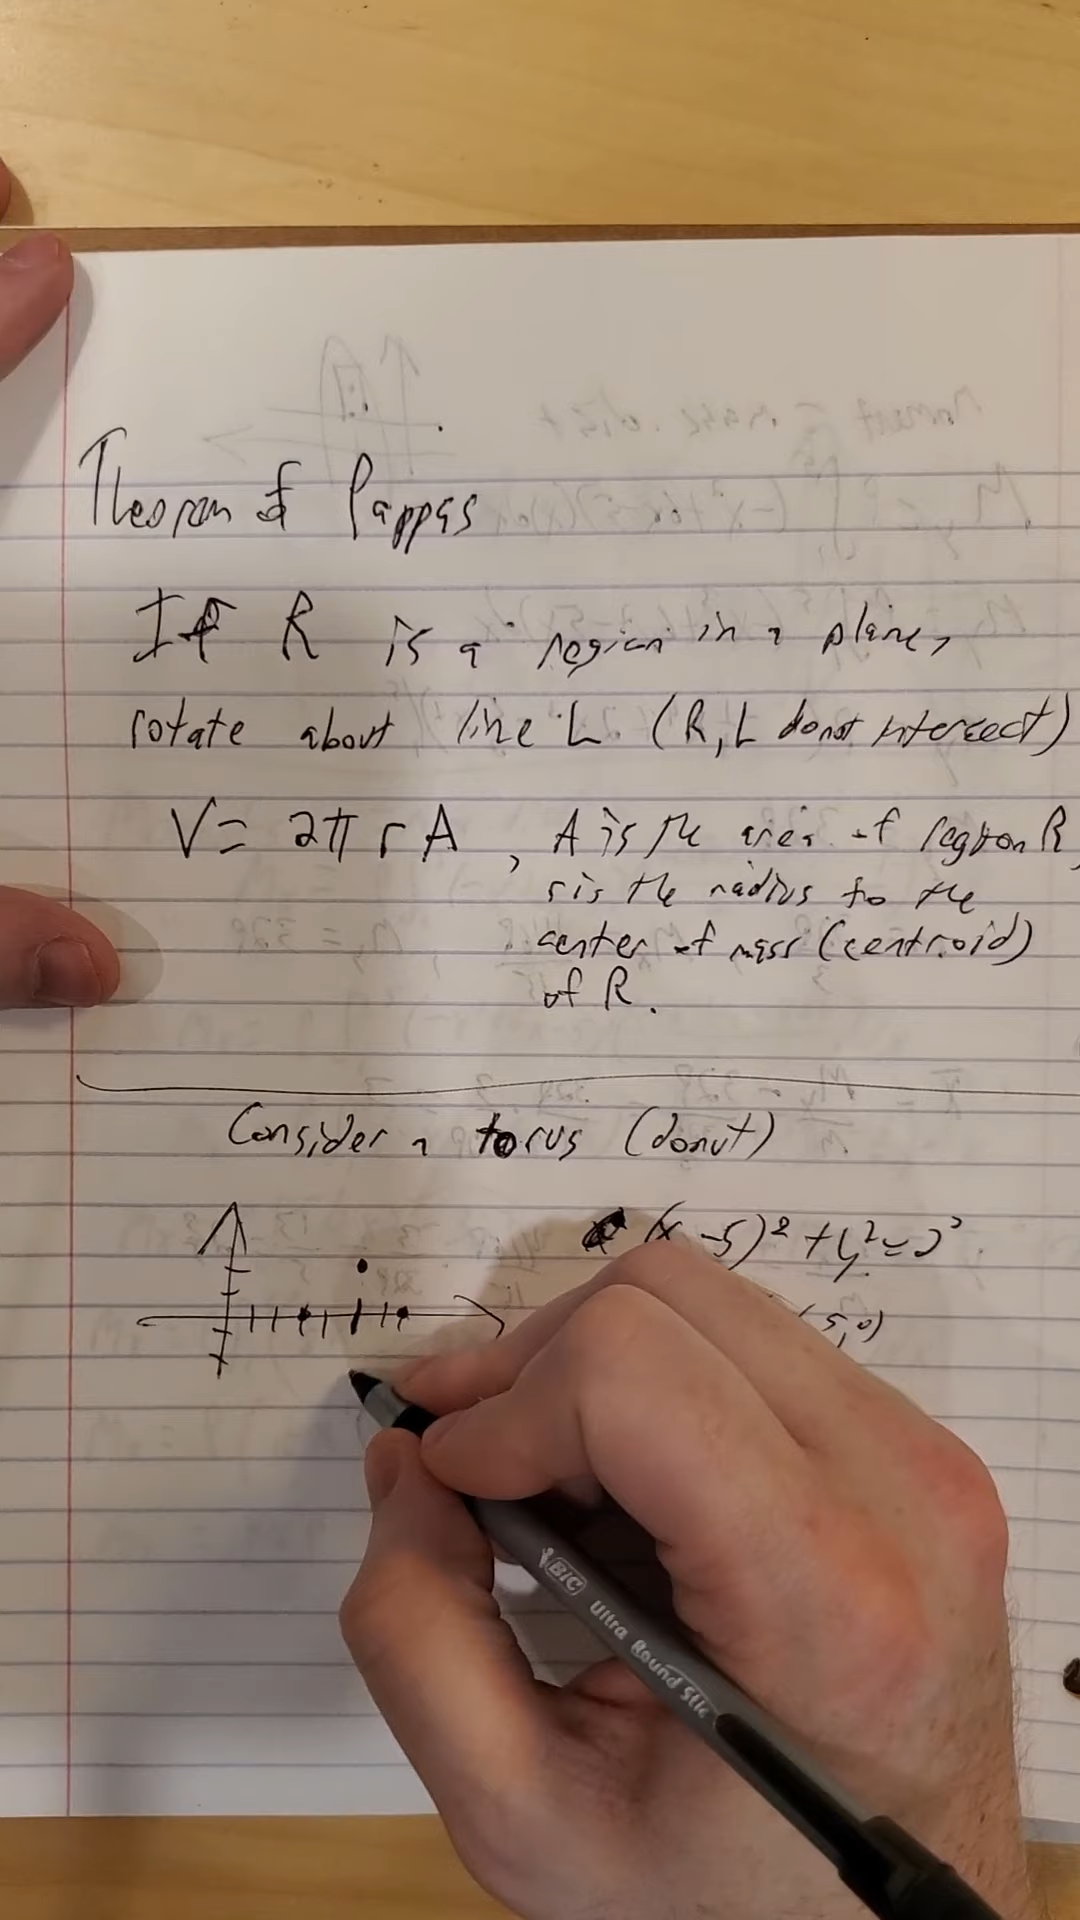 Theorem of Pappas
If R is a region in a plane,
rotate about line L. (R, L do not intersect)
V = 2π r A , A is the area of region R,
r is the radius to the
center of mass (centroid)
of R.
Consider a torus (donut)
(x - 5)² + y² = 2²
(5,0)
BIC Ultra Round Stic